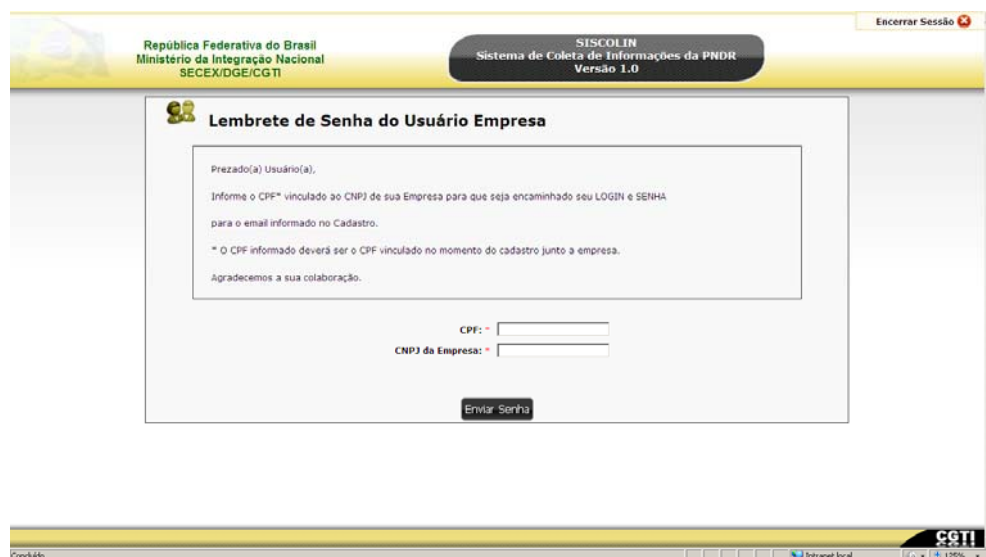 Encerrar Sessão
República Federativa do Brasil
Ministério da Integração Nacional
SECEX/DGE/CGTI
SISCOLIN
Sistema de Coleta de Informações da PNDR
Versão 1.0
Lembrete de Senha do Usuário Empresa
Prezado(a) Usuário(a),
Informe o CPF* vinculado ao CNPJ de sua Empresa para que seja encaminhado seu LOGIN e SENHA
para o email informado no Cadastro.
* O CPF informado deverá ser o CPF vinculado no momento do cadastro junto a empresa.
Agradecemos a sua colaboração.
CPF: *
CNPJ da Empresa: *
Enviar Senha
CGTI
Concluído
Intranet local
125%